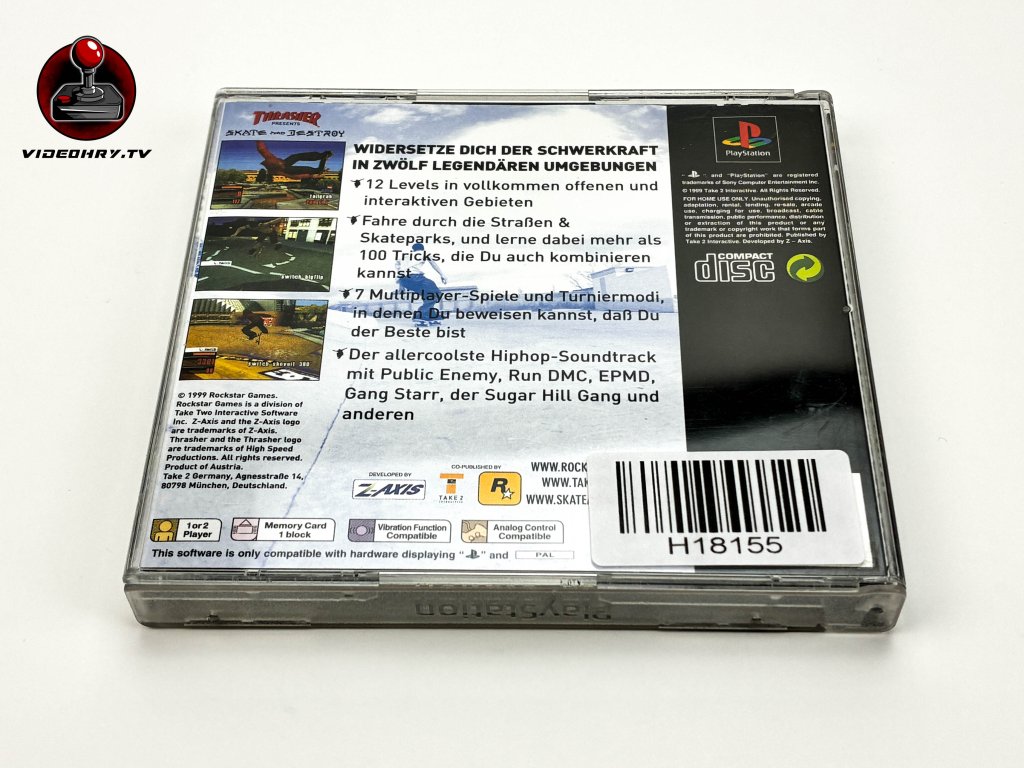 VIDEOHRY.TV
THRASHER
PRESENTS
SKATE AND DESTROY
WIDERSETZE DICH DER SCHWERKRAFT
IN ZWÖLF LEGENDÄREN UMGEBUNGEN
12 Levels in vollkommen offenen und
interaktiven Gebieten
Fahre durch die Straßen &
Skateparks, und lerne dabei mehr als
100 Tricks, die Du auch kombinieren
kannst
7 Multiplayer-Spiele und Turniermodi,
in denen Du beweisen kannst, daß Du
der Beste bist
Der allercoolste Hiphop-Soundtrack
mit Public Enemy, Run DMC, EPMD,
Gang Starr, der Sugar Hill Gang und
anderen
railgrab
switch bigflip
switch shoveit 360
© 1999 Rockstar Games.
Rockstar Games is a division of
Take Two Interactive Software
Inc. Z-Axis and the Z-Axis logo
are trademarks of Z-Axis.
Thrasher and the Thrasher logo
are trademarks of High Speed
Productions. All rights reserved.
Product of Austria.
Take 2 Germany, Agnesstraße 14,
80798 München, Deutschland.
DEVELOPED BY
Z-AXIS
CO-PUBLISHED BY
TAKE 2
INTERACTIVE
R
WWW.ROCK
WWW.TA
WWW.SKATE
1 or 2
Player
Memory Card
1 block
Vibration Function
Compatible
Analog Control
Compatible
This software is only compatible with hardware displaying " " and PAL
PlayStation
" " and "PlayStation" are registered
trademarks of Sony Computer Entertainment Inc.
© 1999 Take 2 Interactive. All Rights Reserved.
FOR HOME USE ONLY. Unauthorised copying,
adaptation, rental, lending, re-sale, arcade
use, charging for use, broadcast, cable
transmission, public performance, distribution
or extraction of this product or any
trademark or copyright work that forms part
of this product are prohibited. Published by
Take 2 Interactive. Developed by Z - Axis.
COMPACT
disc
H18155
PlayStation